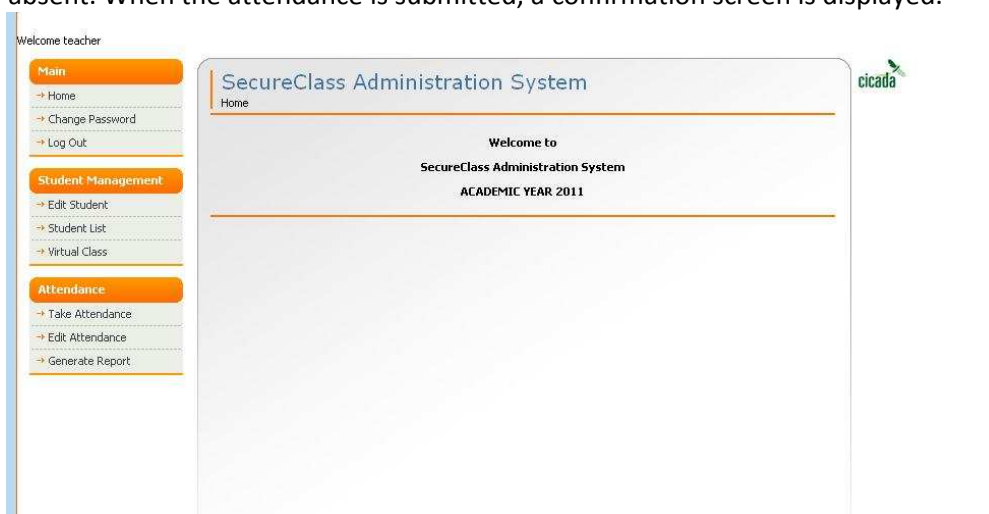 absent. When the attendance is submitted, a confirmation screen is displayed.
Welcome teacher
Main
→ Home
→ Change Password
→ Log Out
Student Management
→ Edit Student
→ Student List
→ Virtual Class
Attendance
→ Take Attendance
→ Edit Attendance
→ Generate Report
SecureClass Administration System
Home
Welcome to
SecureClass Administration System
ACADEMIC YEAR 2011
cicada